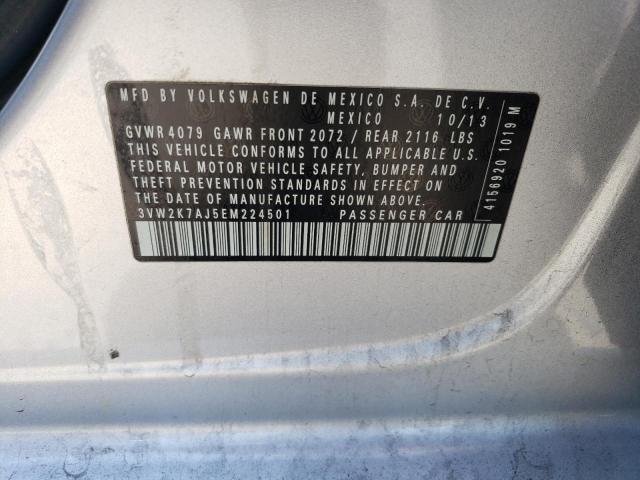 MFD BY VOLKSWAGEN DE MEXICO S.A. DE C.V.
MEXICO 10/13
GVWR 4079 GAWR FRONT 2072 / REAR 2116 LBS
THIS VEHICLE CONFORMS TO ALL APPLICABLE U.S.
FEDERAL MOTOR VEHICLE SAFETY, BUMPER AND
THEFT PREVENTION STANDARDS IN EFFECT ON
THE DATE OF MANUFACTURE SHOWN ABOVE.
3VW2K7AJ5EM224501 PASSENGER CAR
4156920 1019 M